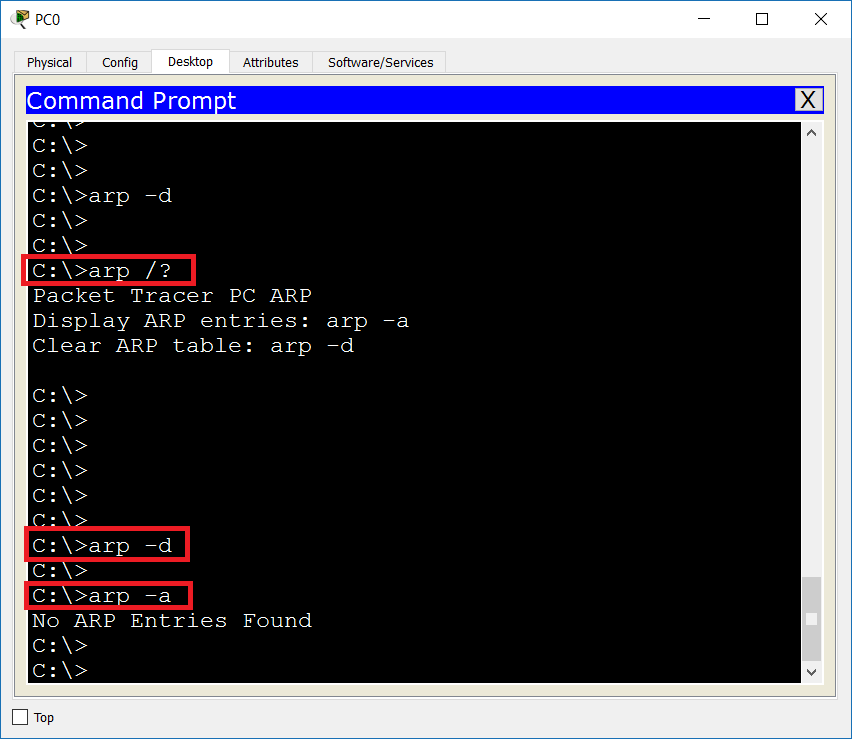 PC0
Physical Config Desktop Attributes Software/Services
Command Prompt X
C:\>
C:\>
C:\>
C:\>arp -d
C:\>
C:\>
C:\>arp /?
Packet Tracer PC ARP
Display ARP entries: arp -a
Clear ARP table: arp -d
C:\>
C:\>
C:\>
C:\>
C:\>
C:\>
C:\>arp -d
C:\>
C:\>arp -a
No ARP Entries Found
C:\>
C:\>
Top